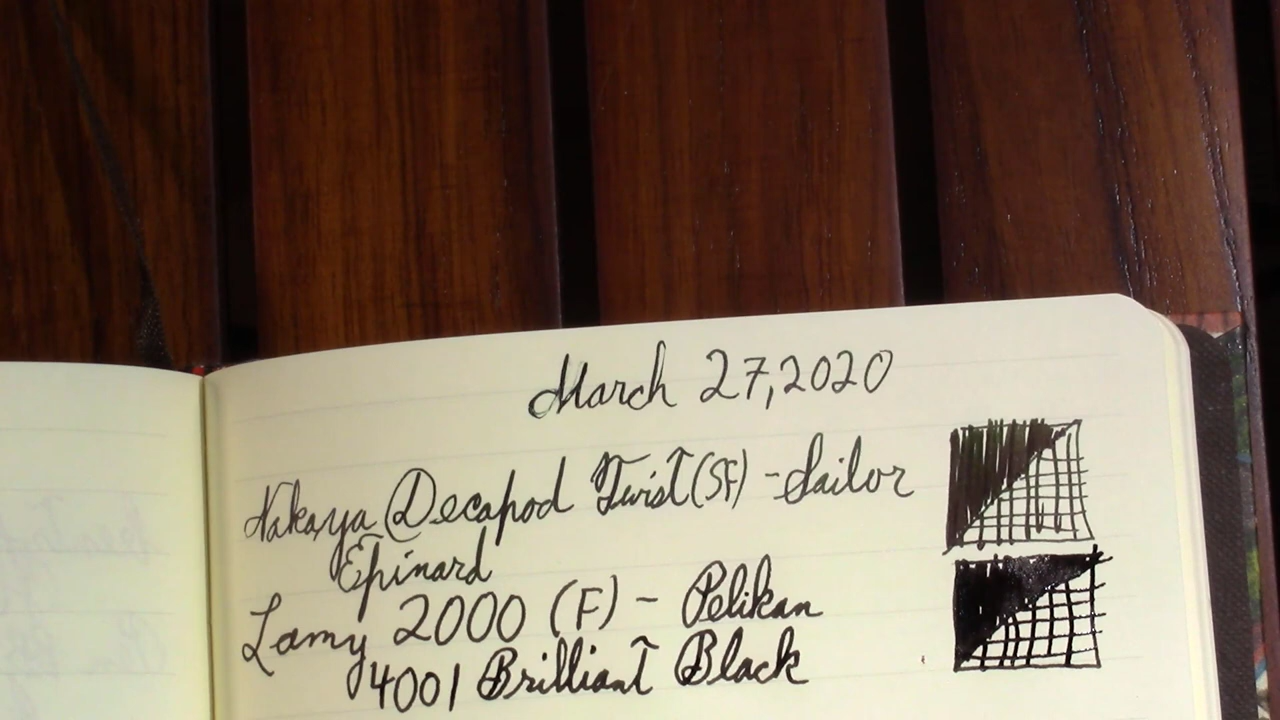 March 27,2020
Nakaya Decapod Twist (SF) - Sailor
Epinard
Lamy 2000 (F) - Pelikan
4001 Brilliant Black